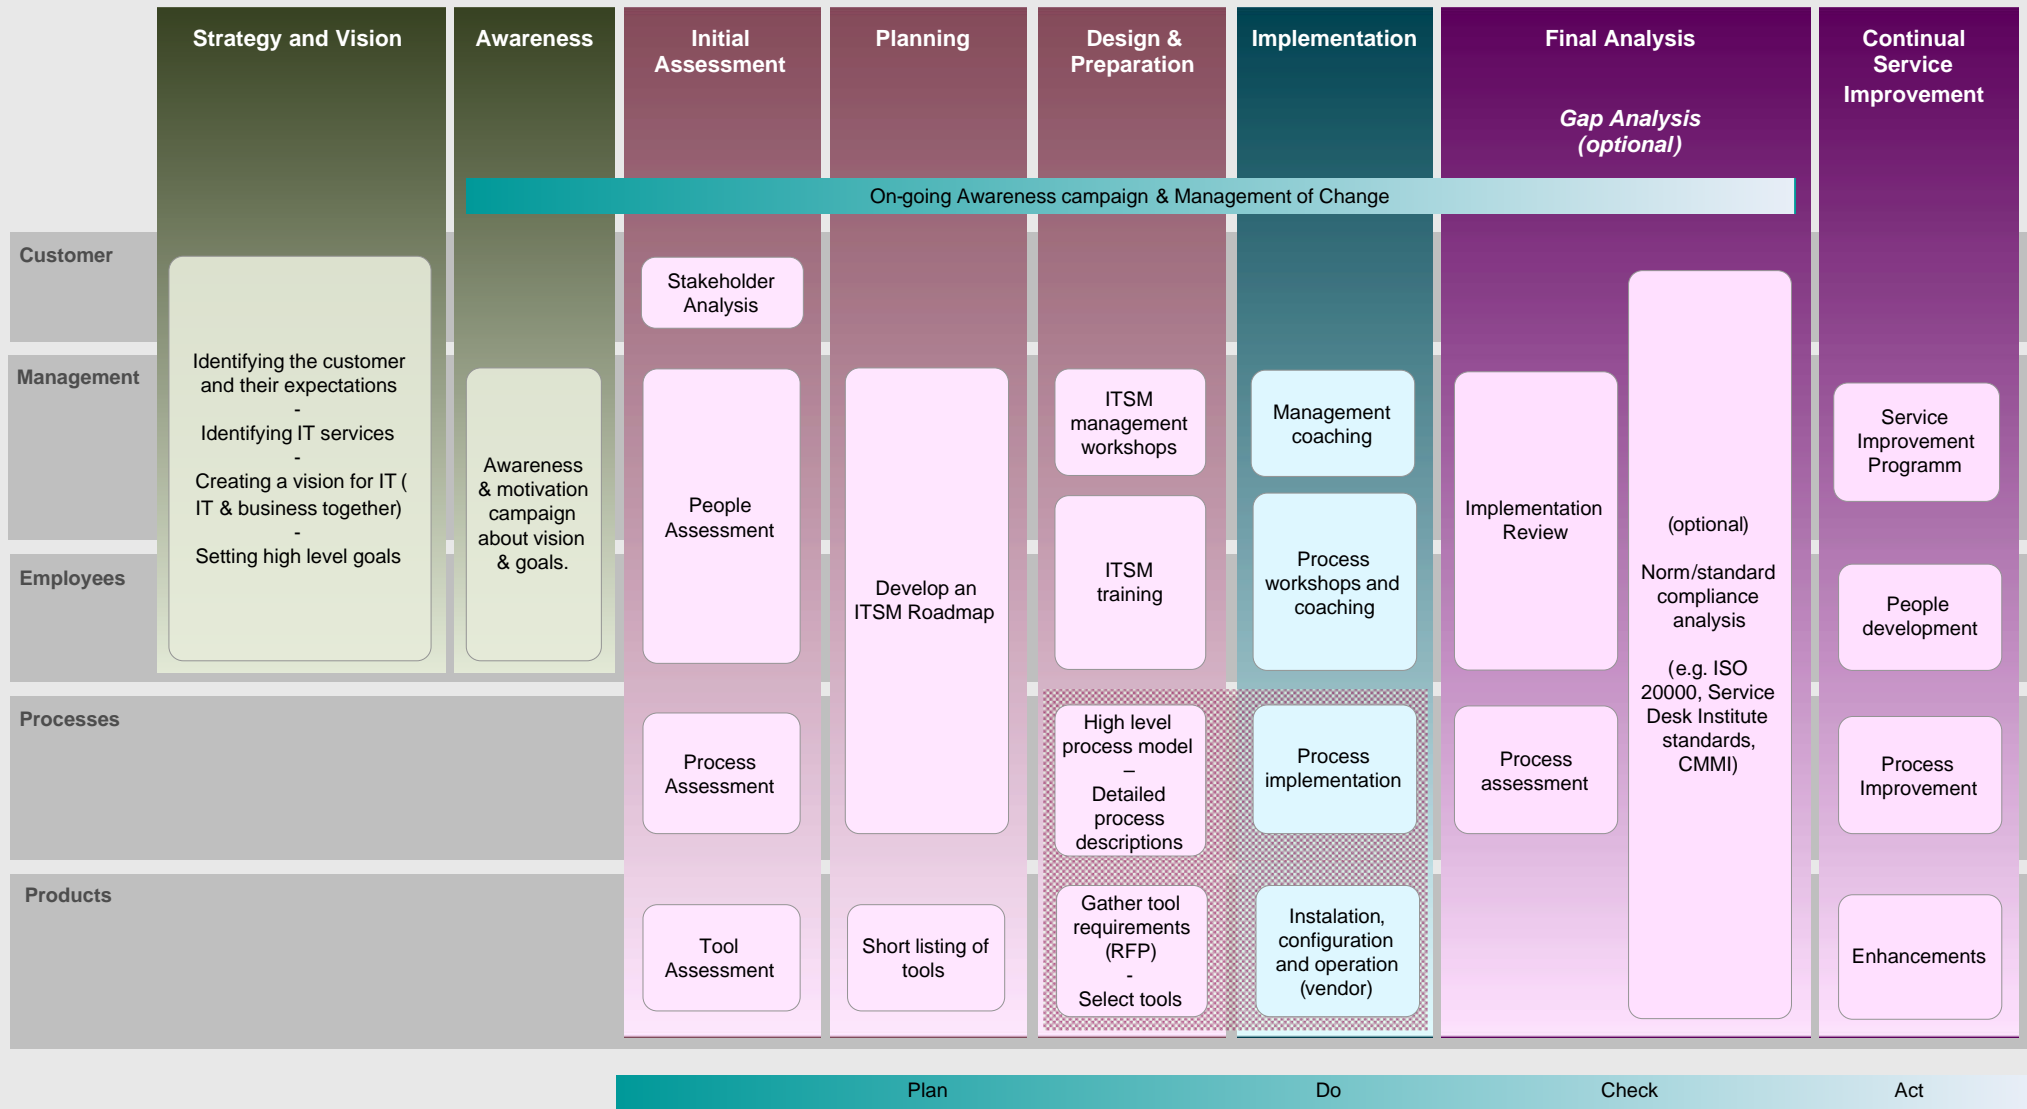 Strategy and Vision
Awareness
Initial
Assessment
Planning
Design &
Preparation
Implementation
Final Analysis
Gap Analysis
(optional)
Continual
Service
Improvement
On-going Awareness campaign & Management of Change
Customer
Management
Employees
Processes
Products
Identifying the customer
and their expectations
-
Identifying IT services
-
Creating a vision for IT (
IT & business together)
-
Setting high level goals
Awareness
& motivation
campaign
about vision
& goals.
Stakeholder
Analysis
People
Assessment
Process
Assessment
Tool
Assessment
Develop an
ITSM Roadmap
Short listing of
tools
ITSM
management
workshops
ITSM
training
High level
process model
–
Detailed
process
descriptions
Gather tool
requirements
(RFP)
-
Select tools
Management
coaching
Process
workshops and
coaching
Process
implementation
Instalation,
configuration
and operation
(vendor)
Implementation
Review
Process
assessment
(optional)
Norm/standard
compliance
analysis
(e.g. ISO
20000, Service
Desk Institute
standards,
CMMI)
Service
Improvement
Programm
People
development
Process
Improvement
Enhancements
Plan
Do
Check
Act